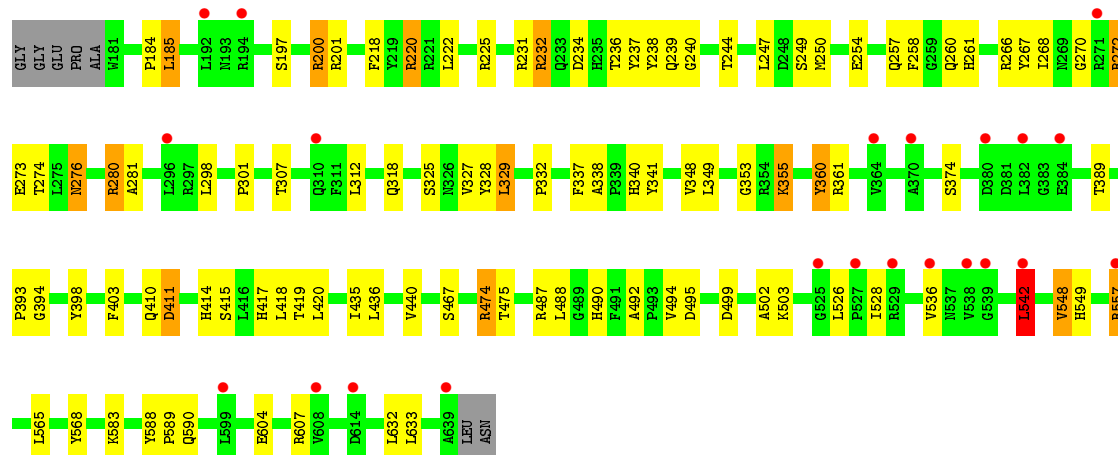 GLY GLY GLU PRO ALA W181 P184 L185 L192 N193 R194 S197 R200 R201 F218 Y219 R220 R221 L222 R225 R231 R232 Q233 D234 H235 T236 Y237 Y238 Q239 G240 T244 L247 D248 S249 M250 E254 Q257 F258 G259 Q260 H261 R266 Y267 I268 N269 G270 R271 R272
E273 T274 L275 N276 R280 A281 L296 R297 L298 P301 T307 Q310 F311 L312 Q318 S325 N326 V327 Y328 L329 P332 F337 A338 P339 H340 Y341 V348 L349 G353 R354 K355 Y360 R361 V364 A370 S374 D380 D381 L382 G383 E384 T389
P393 G394 Y398 F403 Q410 D411 H414 S415 L416 H417 L418 T419 L420 I435 L436 V440 S467 R474 T475 R487 L488 G489 H490 F491 A492 P493 V494 D495 D499 A502 K503 G525 L526 P527 I528 R529 V536 N537 V538 G539 L542 V548 H549 R557
L565 Y568 K583 Y588 P589 Q590 L599 E604 R607 V608 D614 L632 L633 A639 LEU ASN